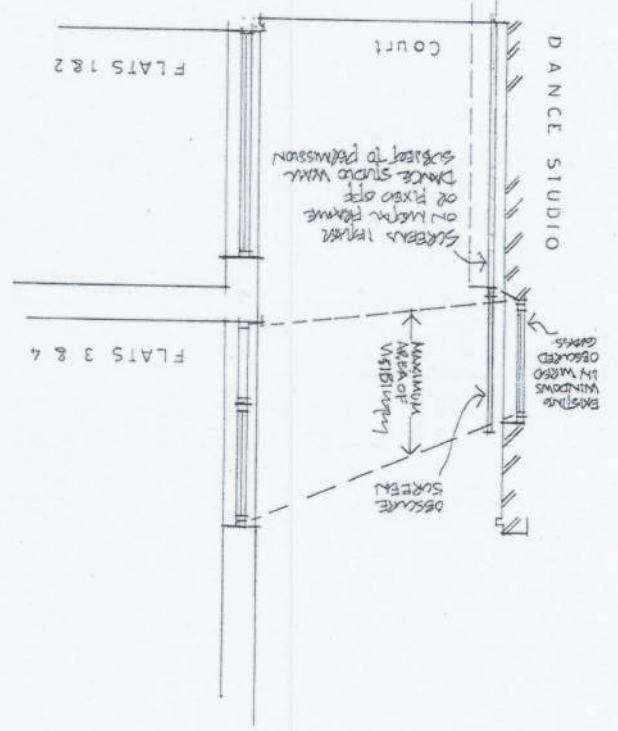 DANCE STUDIO
OBSCURE
SCREEN
EXISTING
WINDOWS
IN WIRED
OBSCURED
GLASS
MAXIMUM
AREA OF
VISIBILITY
FLATS 3 & 4
SCREENS EITHER
ON METAL FRAME
OR FIXED OFF
DANCE STUDIO WALL
SUBJECT TO PERMISSION
Court
FLATS 1&2